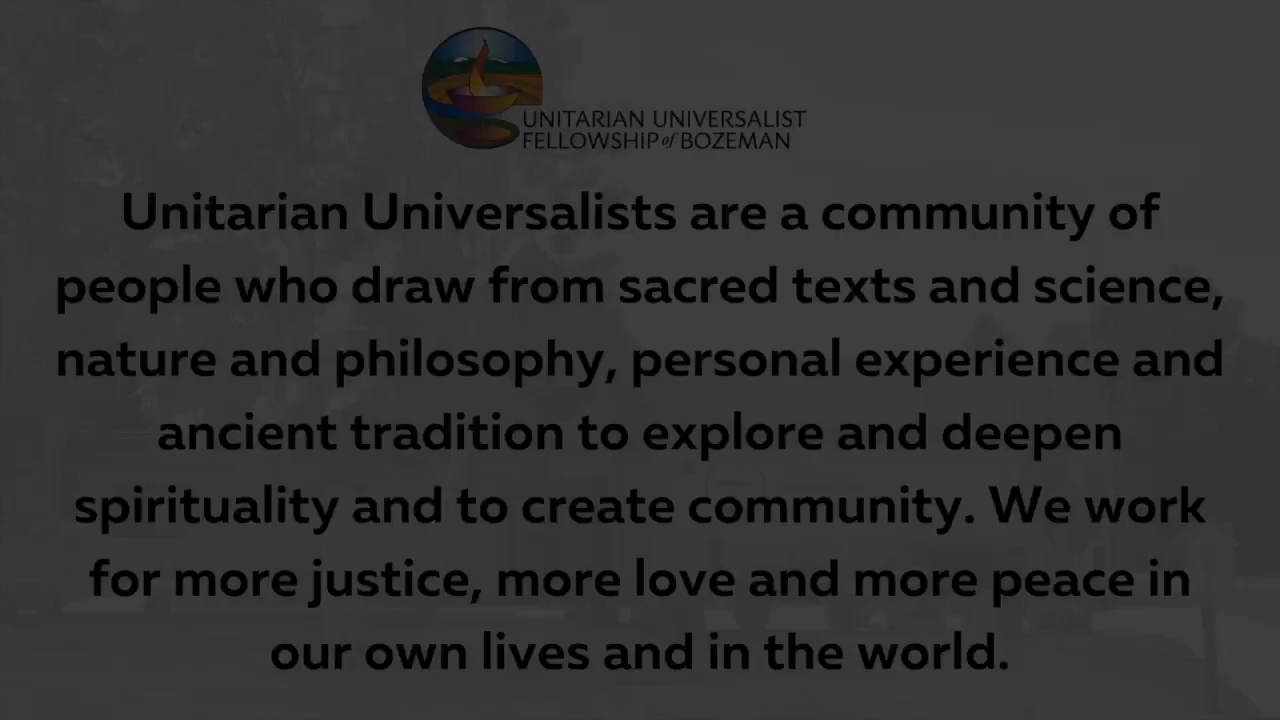 UNITARIAN UNIVERSALIST
FELLOWSHIP of BOZEMAN
Unitarian Universalists are a community of
people who draw from sacred texts and science,
nature and philosophy, personal experience and
ancient tradition to explore and deepen
spirituality and to create community. We work
for more justice, more love and more peace in
our own lives and in the world.